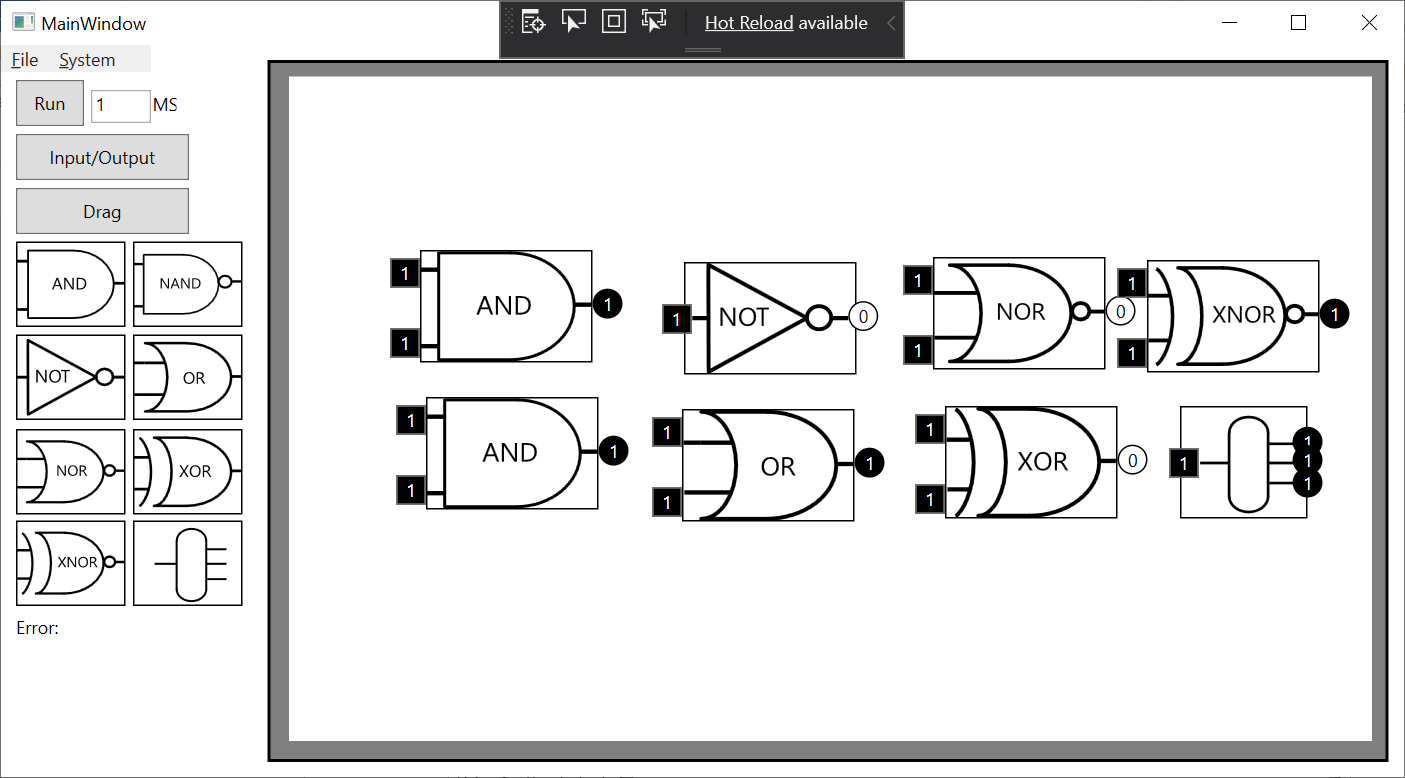 MainWindow
Hot Reload available
File System
Run 1 MS
Input/Output
Drag
AND NAND
NOT OR
NOR XOR
XNOR
Error:
1 1 AND 1
1 NOT 0
1 1 NOR 0
1 1 XNOR 1
1 1 AND 1
1 1 OR 1
1 1 XOR 0
1 1 1 1